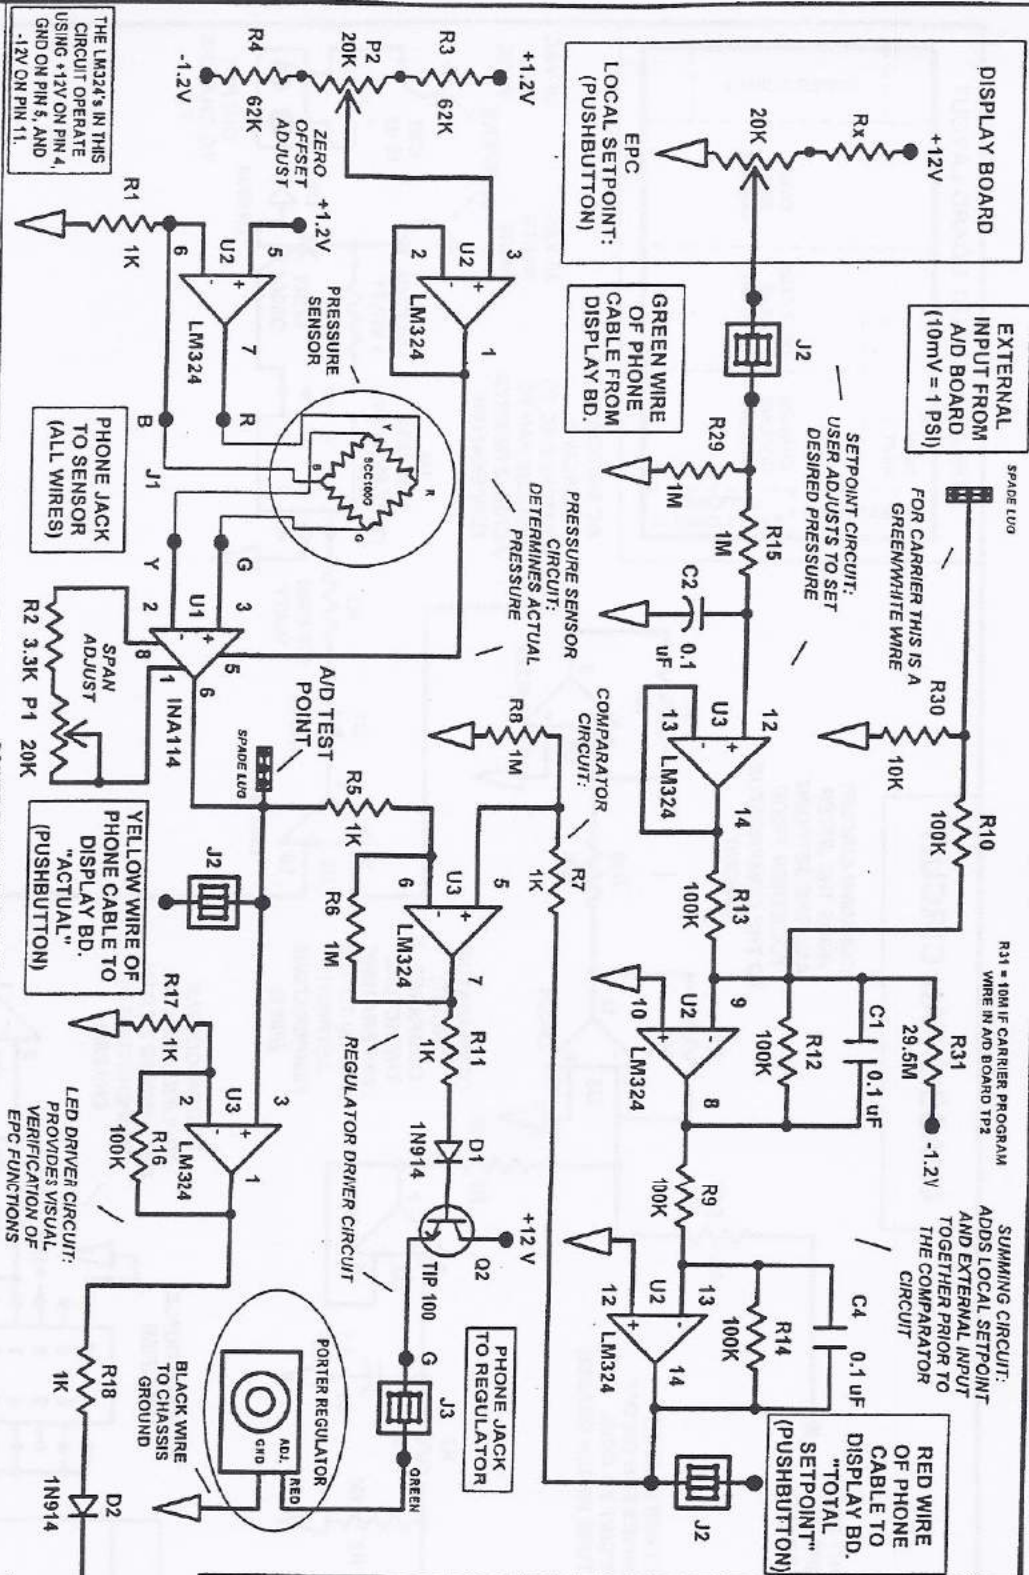 DISPLAY BOARD
+12V
Rx
20K
EPC
LOCAL SETPOINT:
(PUSHBUTTON)
J2
GREEN WIRE
OF PHONE
CABLE FROM
DISPLAY BD.
EXTERNAL
INPUT FROM
A/D BOARD
(10mV = 1 PSI)
SPADE LUG
FOR CARRIER THIS IS A
GREEN/WHITE WIRE
R30
10K
R10
100K
SETPOINT CIRCUIT:
USER ADJUSTS TO SET
DESIRED PRESSURE
R29
1M
R15
1M
C2
0.1
uF
12
13
U3
LM324
14
R13
100K
R31 = 10M IF CARRIER PROGRAM
WIRE IN A/D BOARD TP2
R31
29.5M
-1.2V
C1
0.1 uF
R12
100K
9
10
U2
LM324
8
R9
100K
SUMMING CIRCUIT:
ADDS LOCAL SETPOINT
AND EXTERNAL INPUT
TOGETHER PRIOR TO
THE COMPARATOR
CIRCUIT
C4
0.1 uF
R14
100K
13
12
U2
LM324
14
RED WIRE
OF PHONE
CABLE TO
DISPLAY BD.
"TOTAL
SETPOINT"
(PUSHBUTTON)
J2
+1.2V
R3
62K
P2
20K
R4
62K
-1.2V
ZERO
OFFSET
ADJUST
3
2
U2
LM324
1
+1.2V
5
6
U2
LM324
7
R1
1K
THE LM324's IN THIS
CIRCUIT OPERATE
USING +12V ON PIN 4,
GND ON PIN 5, AND
-12V ON PIN 11.
PRESSURE
SENSOR
R
Y
B
G
SCC100G
R
B
J1
G
Y
PHONE JACK
TO SENSOR
(ALL WIRES)
PRESSURE SENSOR
CIRCUIT:
DETERMINES ACTUAL
PRESSURE
3
2
U1
5
8
1
6
INA114
R2 3.3K P1 20K
SPAN
ADJUST
A/D TEST
POINT
SPADE LUG
COMPARATOR
CIRCUIT:
R8
1M
R7
1K
R5
1K
5
6
U3
LM324
7
R6
1M
R11
1K
D1
1N914
+12 V
Q2
TIP 100
REGULATOR DRIVER CIRCUIT
G
J3
GREEN
PHONE JACK
TO REGULATOR
PORTER REGULATOR
ADJ.
GND
RED
BLACK WIRE
TO CHASSIS
GROUND
J2
YELLOW WIRE OF
PHONE CABLE TO
DISPLAY BD.
"ACTUAL"
(PUSHBUTTON)
R17
1K
3
2
U3
LM324
1
R16
100K
LED DRIVER CIRCUIT:
PROVIDES VISUAL
VERIFICATION OF
EPC FUNCTIONS
R18
1K
D2
1N914